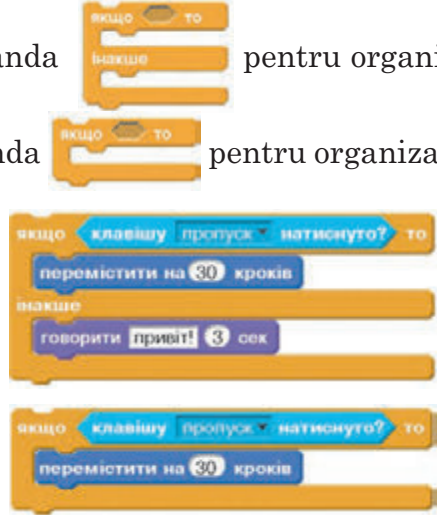 якщо то
anda інакше pentru organi
якщо то
nda pentru organiza
якщо клавішу пропуск натиснуто? то
перемістити на 30 кроків
інакше
говорити привіт! 3 сек
якщо клавішу пропуск натиснуто? то
перемістити на 30 кроків